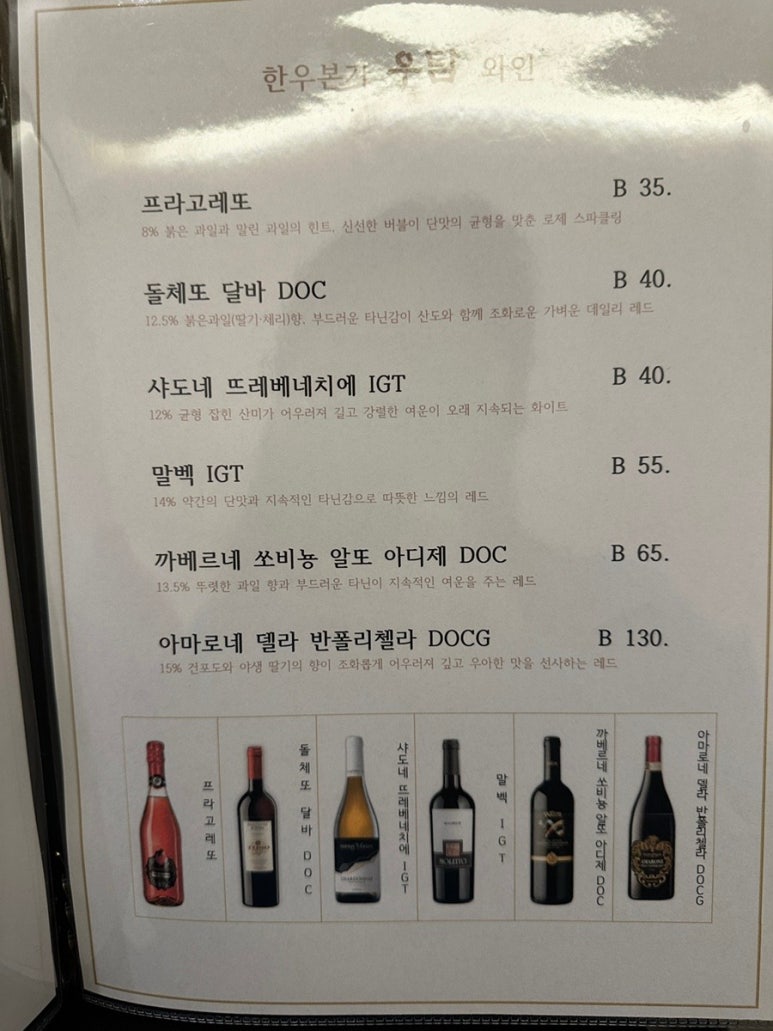 한우본가 우담 와인
프라고레또 B 35.
8% 붉은 과일과 말린 과일의 힌트, 신선한 버블이 단맛의 균형을 맞춘 로제 스파클링
돌체또 달바 DOC B 40.
12.5% 붉은과일(딸기·체리)향, 부드러운 타닌감이 산도와 함께 조화로운 가벼운 데일리 레드
샤도네 뜨레베네치에 IGT B 40.
12% 균형 잡힌 산미가 어우러져 길고 강렬한 여운이 오래 지속되는 화이트
말벡 IGT B 55.
14% 약간의 단맛과 지속적인 타닌감으로 따뜻한 느낌의 레드
까베르네 쏘비뇽 알또 아디제 DOC B 65.
13.5% 뚜렷한 과일 향과 부드러운 타닌이 지속적인 여운을 주는 레드
아마로네 델라 반폴리첼라 DOCG B 130.
15% 건포도와 야생 딸기의 향이 조화롭게 어우러져 깊고 우아한 맛을 선사하는 레드
프라고레또
돌체또 달바 DOC
샤도네 뜨레베네치에 IGT
CHARDONNAY
말벡 IGT
SOLITO
까베르네 쏘비뇽 알또 아디제 DOC
아마로네 델라 반폴리첼라 DOCG
AMARONE